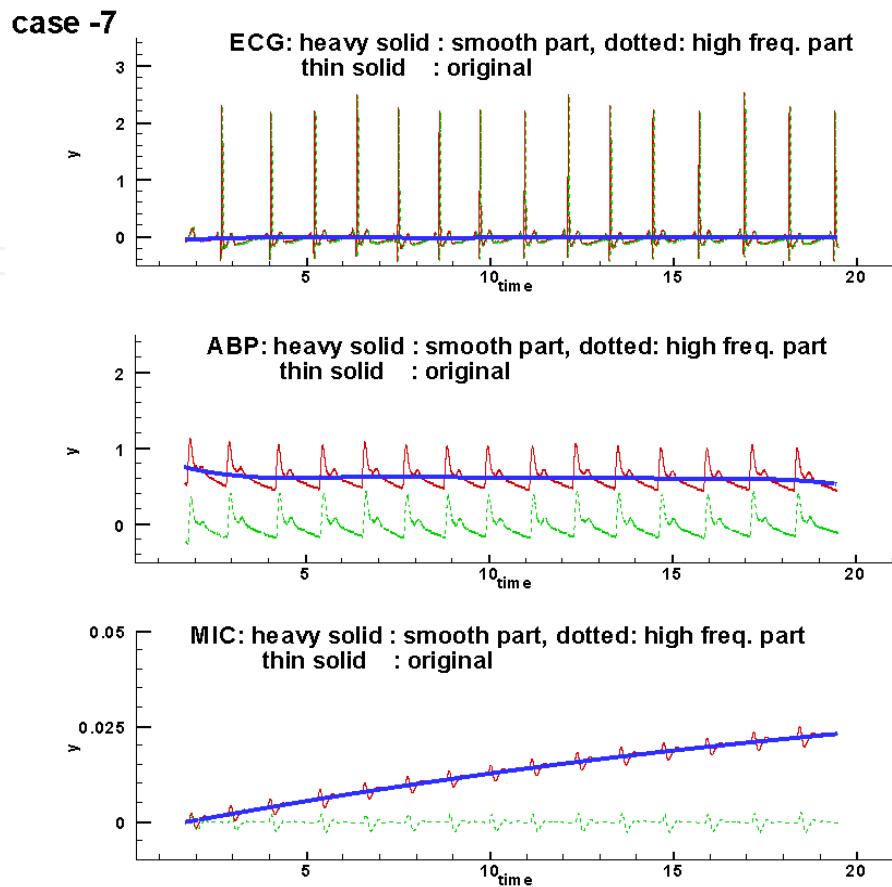 case -7
ECG: heavy solid : smooth part, dotted: high freq. part
thin solid : original
3
2
1
0
y
5
10
15
20
time
ABP: heavy solid : smooth part, dotted: high freq. part
thin solid : original
2
1
0
y
5
10
15
20
time
MIC: heavy solid : smooth part, dotted: high freq. part
thin solid : original
0.05
0.025
0
y
5
10
15
20
time